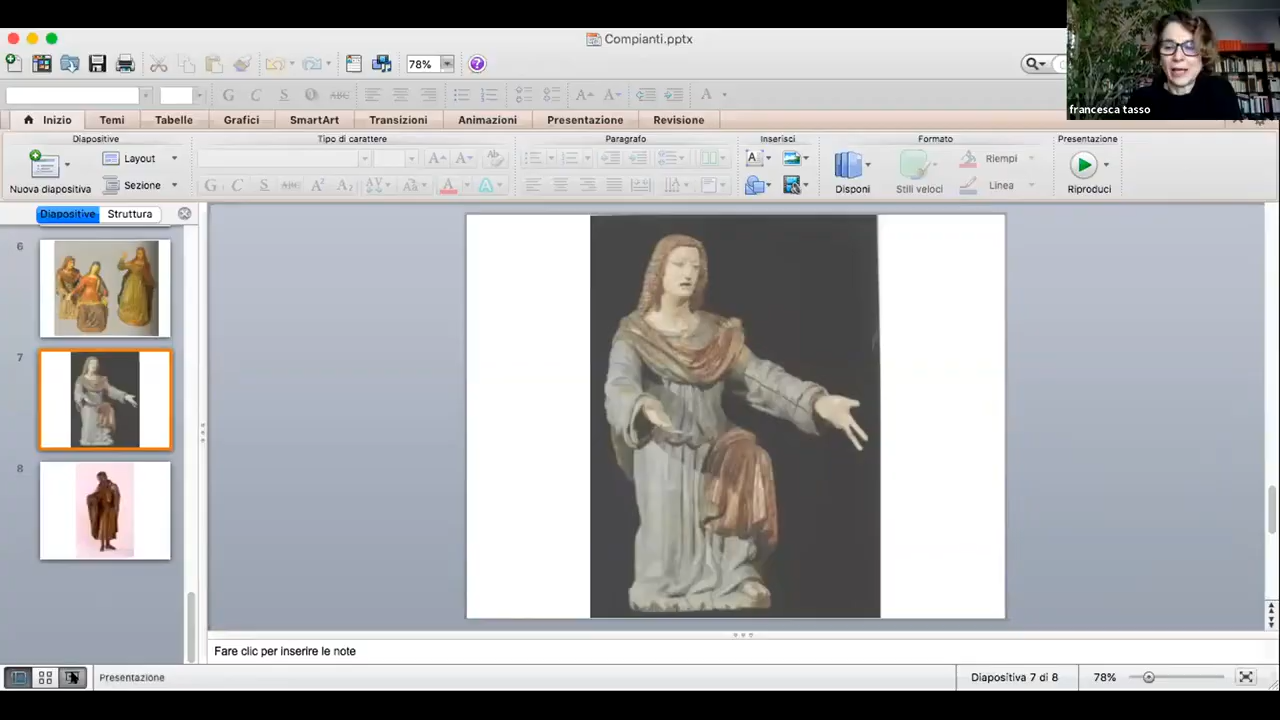 Compianti.pptx
francesca tasso
78%
G C S ABC A A A
Inizio Temi Tabelle Grafici SmartArt Transizioni Animazioni Presentazione Revisione
Diapositive Tipo di carattere Paragrafo Inserisci Formato Presentazione
Nuova diapositiva Layout Sezione Disponi Stili veloci Riempi Linea Riproduci
Diapositive Struttura
6
7
8
Fare clic per inserire le note
Presentazione Diapositiva 7 di 8 78%